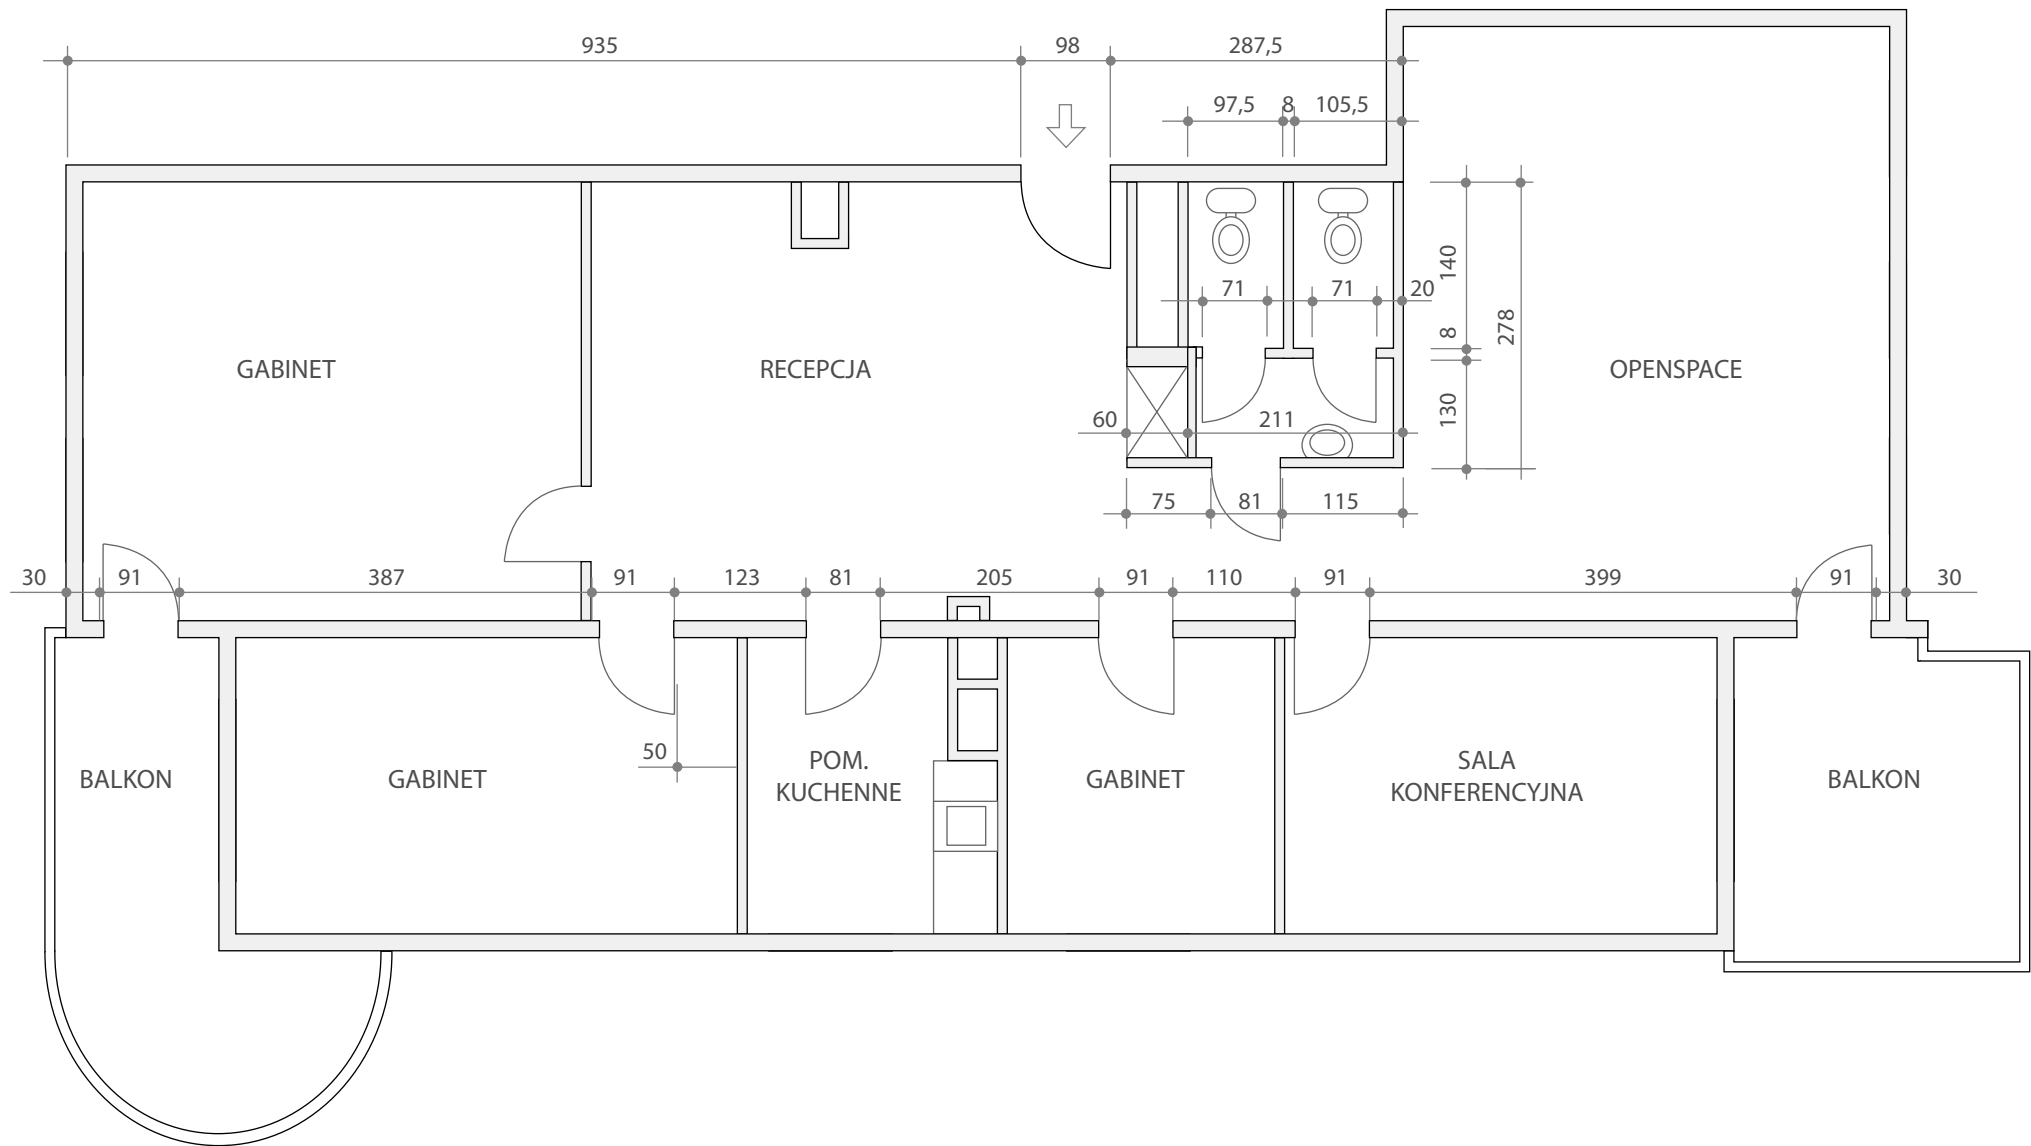 935 98 287,5
97,5 8 105,5
140
71 71 20
8
278
GABINET RECEPCJA OPENSPACE
130
60 211
75 81 115
30 91 387 91 123 81 205 91 110 91 399 91 30
50
BALKON GABINET POM. KUCHENNE GABINET SALA KONFERENCYJNA BALKON